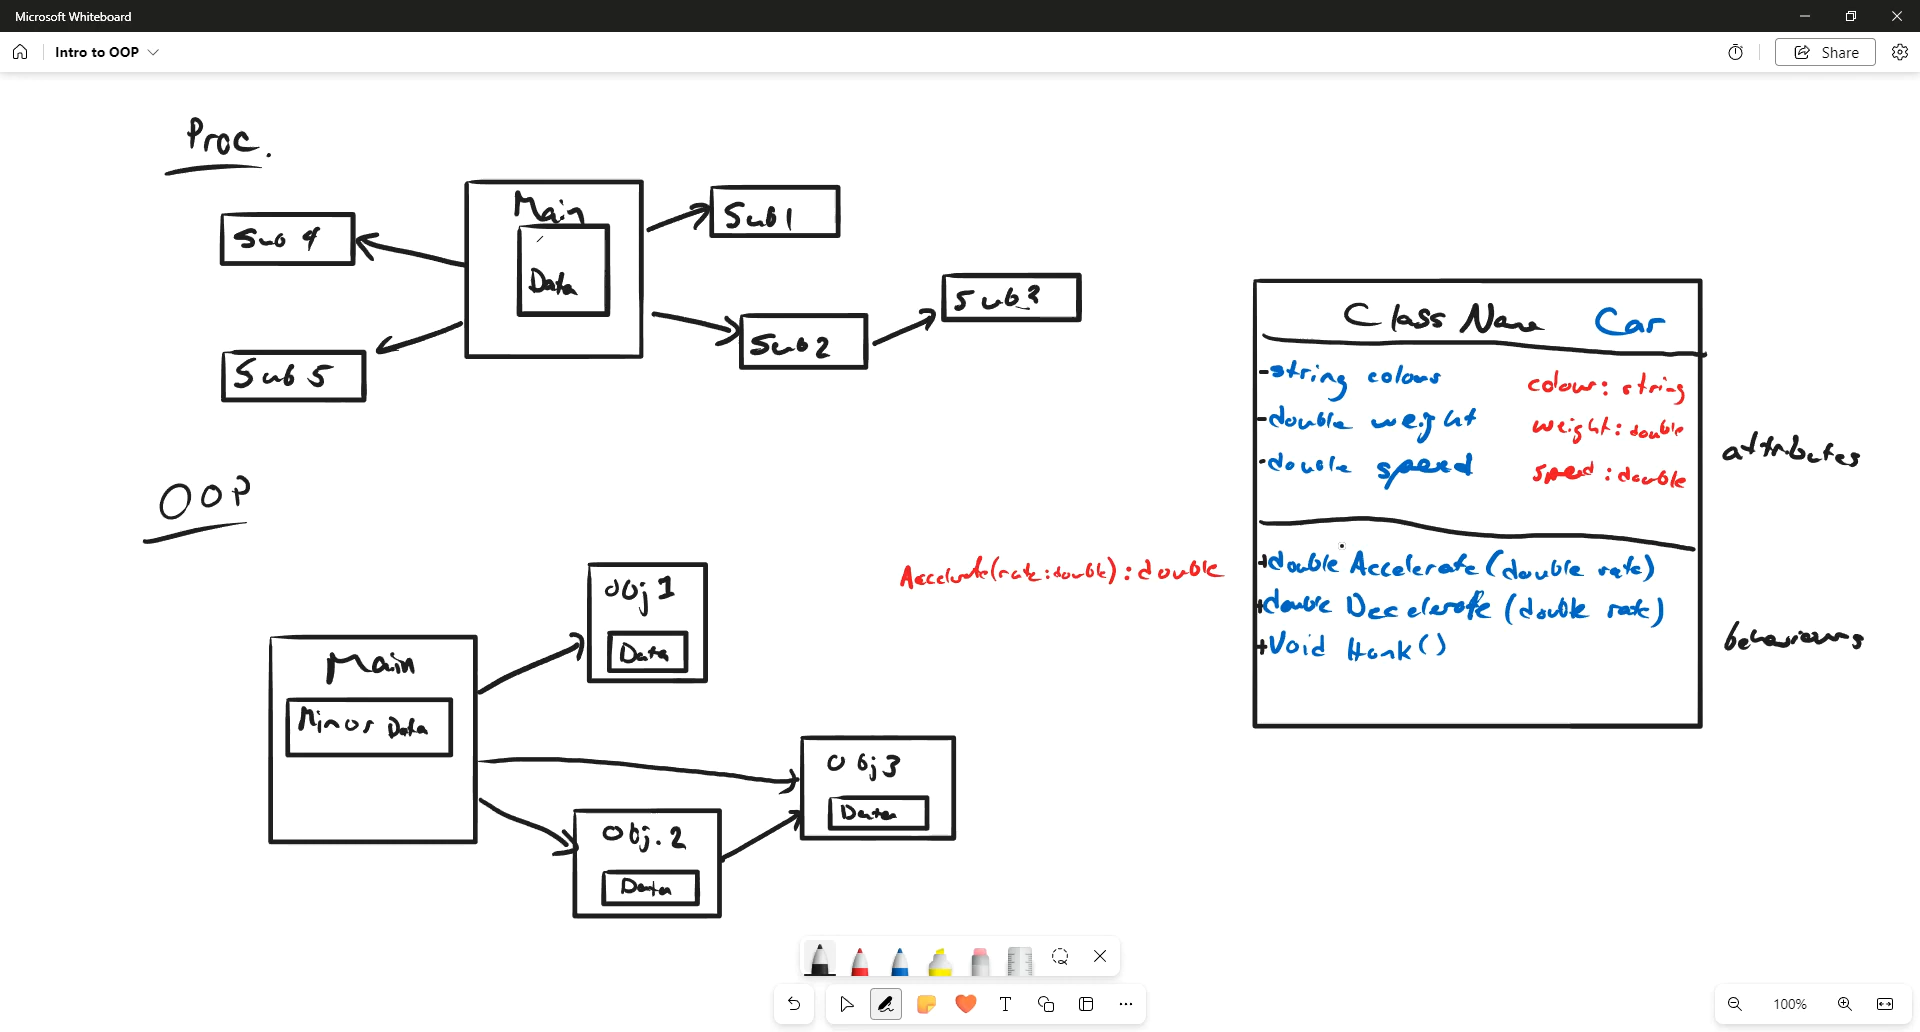 Microsoft Whiteboard
Intro to OOP
Share
Proc.
Main
Data
Sub 4
Sub 5
Sub 1
Sub 2
Sub 3
OOP
Main
Minor Data
Obj 1
Data
Obj. 2
Data
Obj 3
Data
Accelerate(rate:double):double
Class Name Car
-string colour colour: string
-double weight weight: double
-double speed speed: double
attributes
+double Accelerate (double rate)
+double Decelerate (double rate)
+Void Honk()
behaviours
T
100%